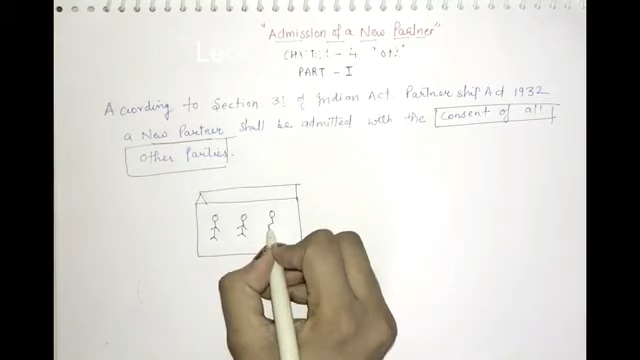 "Admission of a New Partner"
PART - I
According to Section 31 of Indian Act. Partnership Act 1932
a New Partner shall be admitted with the consent of all
other Parties.